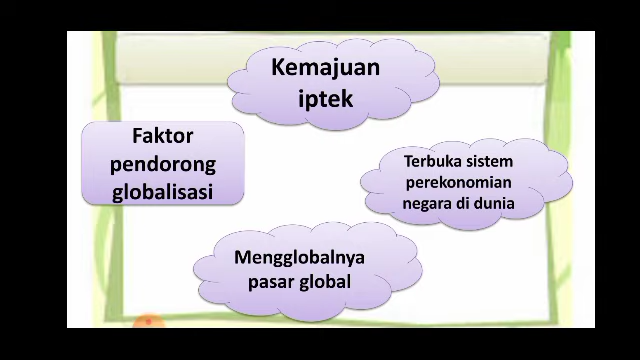 Kemajuan
iptek
Faktor
pendorong
globalisasi
Terbuka sistem
perekonomian
negara di dunia
Mengglobalnya
pasar global